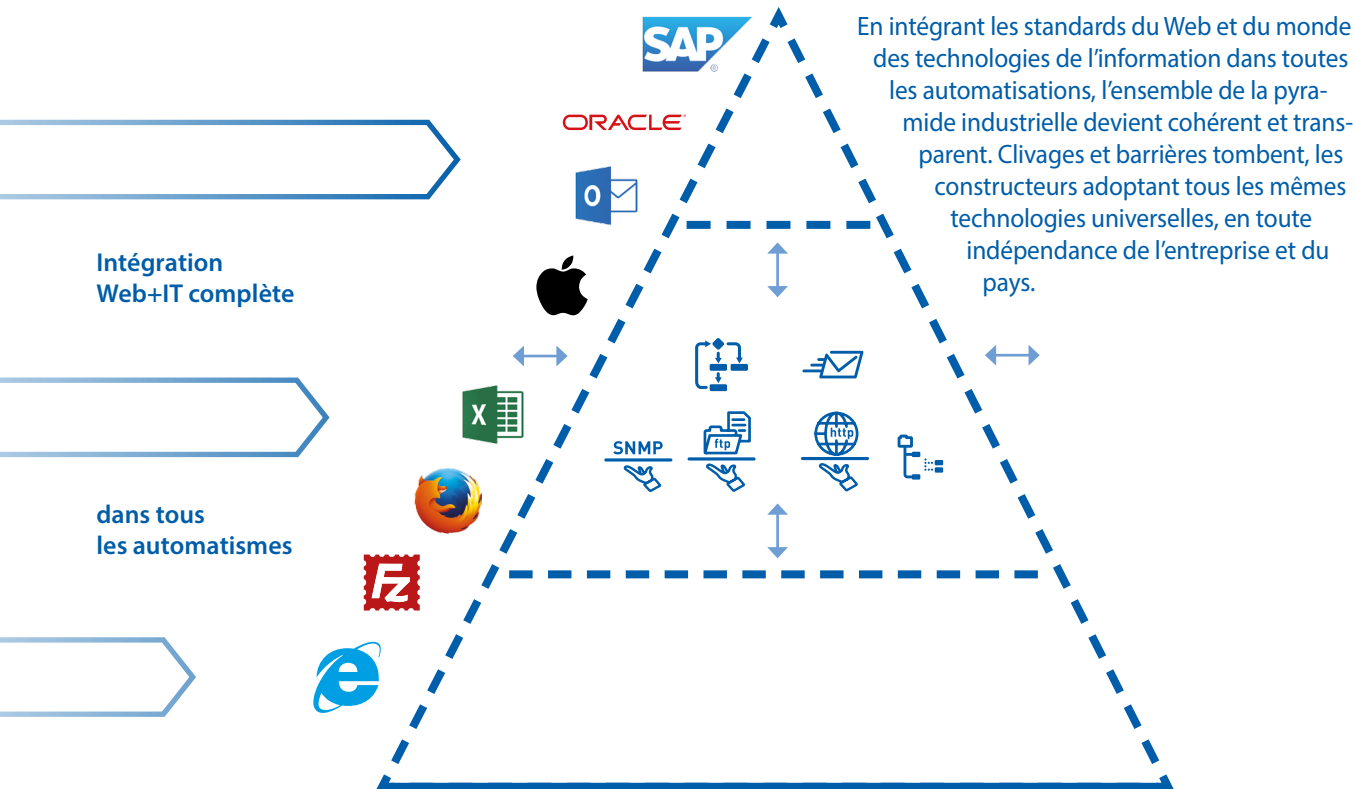 SAP
®
En intégrant les standards du Web et du monde
des technologies de l'information dans toutes
les automatisations, l'ensemble de la pyra-
mide industrielle devient cohérent et trans-
parent. Clivages et barrières tombent, les
constructeurs adoptant tous les mêmes
technologies universelles, en toute
indépendance de l'entreprise et du
pays.
ORACLE
O
Intégration
Web+IT complète
X
SNMP
ftp
http
dans tous
les automatismes
Fz
e